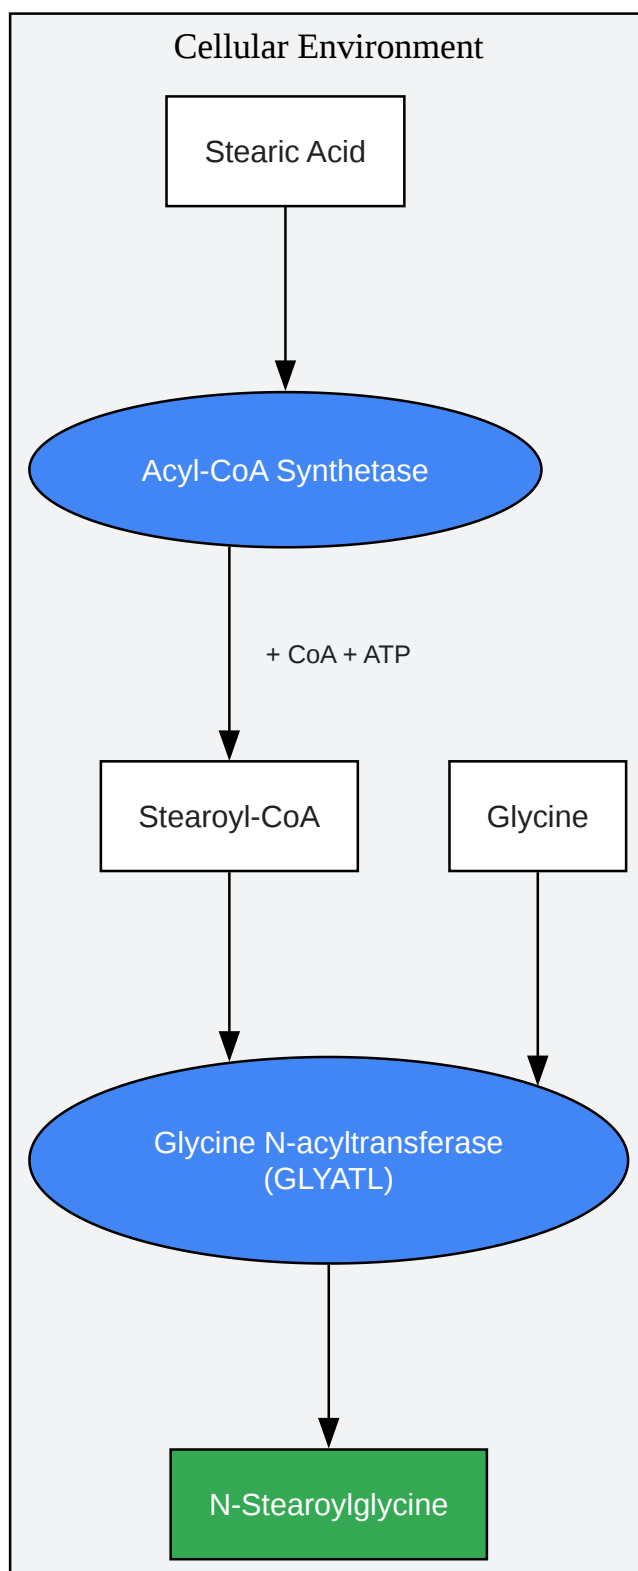 Cellular Environment
Stearic Acid
Acyl-CoA Synthetase
+ CoA + ATP
Stearoyl-CoA
Glycine
Glycine N-acyltransferase
(GLYATL)
N-Stearoylglycine